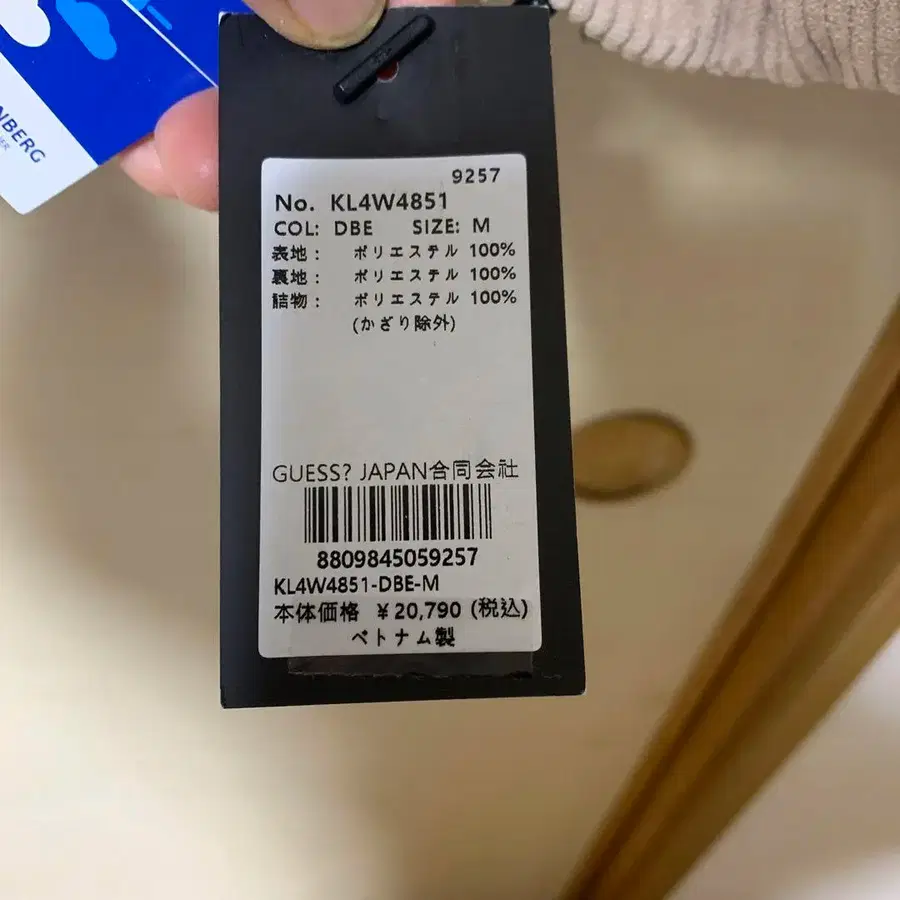 NBERG
9257
No. KL4W4851
COL: DBE SIZE: M
表地: ポリエステル 100%
裏地: ポリエステル 100%
詰物: ポリエステル 100%
(かざり除外)
GUESS? JAPAN合同会社
8809845059257
KL4W4851-DBE-M
本体価格 ¥20,790 (税込)
ベトナム製